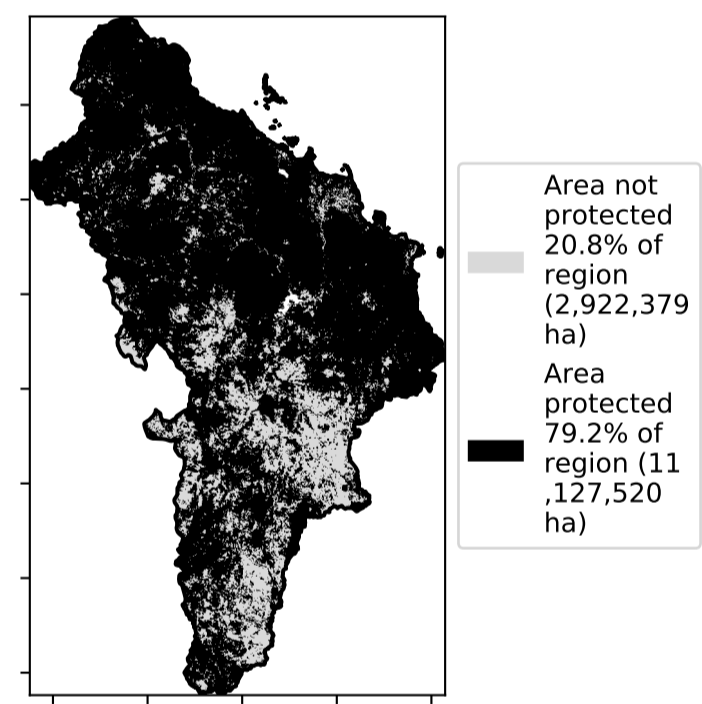 Area not
protected
20.8% of
region
(2,922,379
ha)
Area
protected
79.2% of
region (11
,127,520
ha)